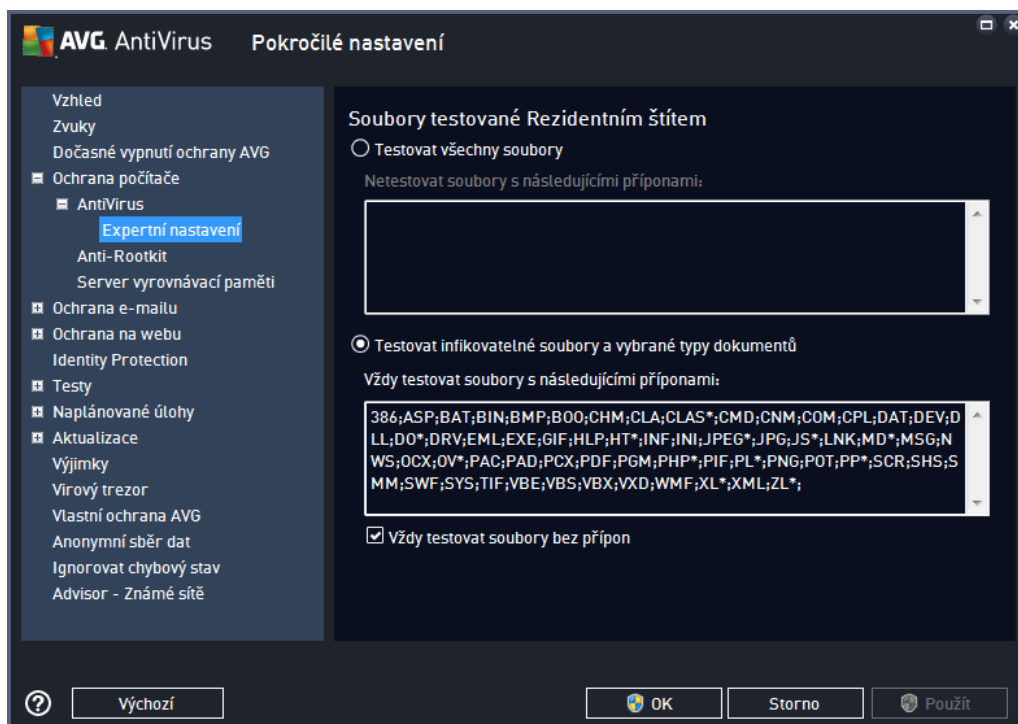 AVG AntiVirus Pokročilé nastavení
Vzhled
Zvuky
Dočasné vypnutí ochrany AVG
Ochrana počítače
AntiVirus
Expertní nastavení
Anti-Rootkit
Server vyrovnávací paměti
Ochrana e-mailu
Ochrana na webu
Identity Protection
Testy
Naplánované úlohy
Aktualizace
Výjimky
Virový trezor
Vlastní ochrana AVG
Anonymní sběr dat
Ignorovat chybový stav
Advisor - Známé sítě
Soubory testované Rezidentním štítem
Testovat všechny soubory
Netestovat soubory s následujícími příponami:
Testovat infikovatelné soubory a vybrané typy dokumentů
Vždy testovat soubory s následujícími příponami:
386;ASP;BAT;BIN;BMP;BOO;CHM;CLA;CLAS*;CMD;CNM;COM;CPL;DAT;DEV;D
LL;DO*;DRV;EML;EXE;GIF;HLP;HT*;INF;INI;JPEG*;JPG;JS*;LNK;MD*;MSG;N
WS;OCX;OV*;PAC;PAD;PCX;PDF;PGM;PHP*;PIF;PL*;PNG;POT;PP*;SCR;SHS;S
MM;SWF;SYS;TIF;VBE;VBS;VBX;VXD;WMF;XL*;XML;ZL*;
Vždy testovat soubory bez přípon
? Výchozí OK Storno Použít